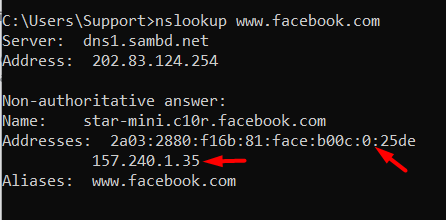 C:\Users\Support>nslookup www.facebook.com
Server:  dns1.sambd.net
Address:  202.83.124.254
Non-authoritative answer:
Name:    star-mini.c10r.facebook.com
Addresses:  2a03:2880:f16b:81:face:b00c:0:25de
157.240.1.35
Aliases:  www.facebook.com